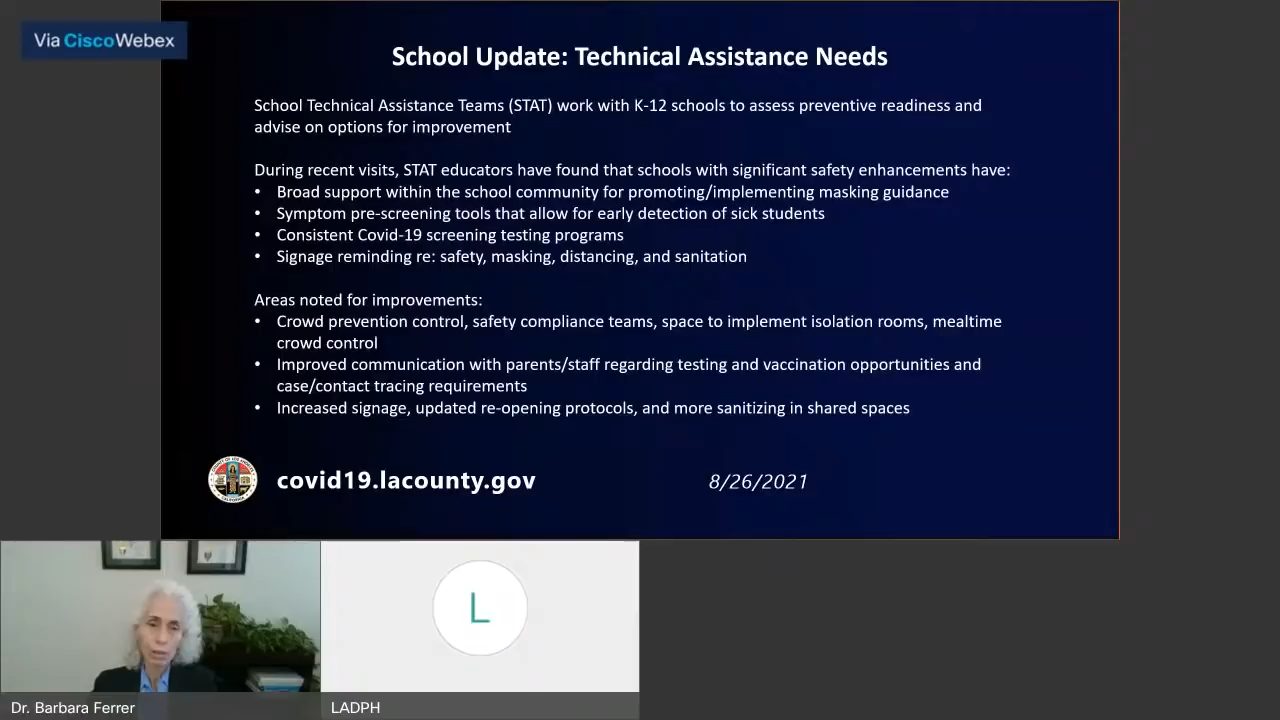 Via CiscoWebex
School Update: Technical Assistance Needs
School Technical Assistance Teams (STAT) work with K-12 schools to assess preventive readiness and
advise on options for improvement
During recent visits, STAT educators have found that schools with significant safety enhancements have:
• Broad support within the school community for promoting/implementing masking guidance
• Symptom pre-screening tools that allow for early detection of sick students
• Consistent Covid-19 screening testing programs
• Signage reminding re: safety, masking, distancing, and sanitation
Areas noted for improvements:
• Crowd prevention control, safety compliance teams, space to implement isolation rooms, mealtime
crowd control
• Improved communication with parents/staff regarding testing and vaccination opportunities and
case/contact tracing requirements
• Increased signage, updated re-opening protocols, and more sanitizing in shared spaces
covid19.lacounty.gov
8/26/2021
L
Dr. Barbara Ferrer
LADPH